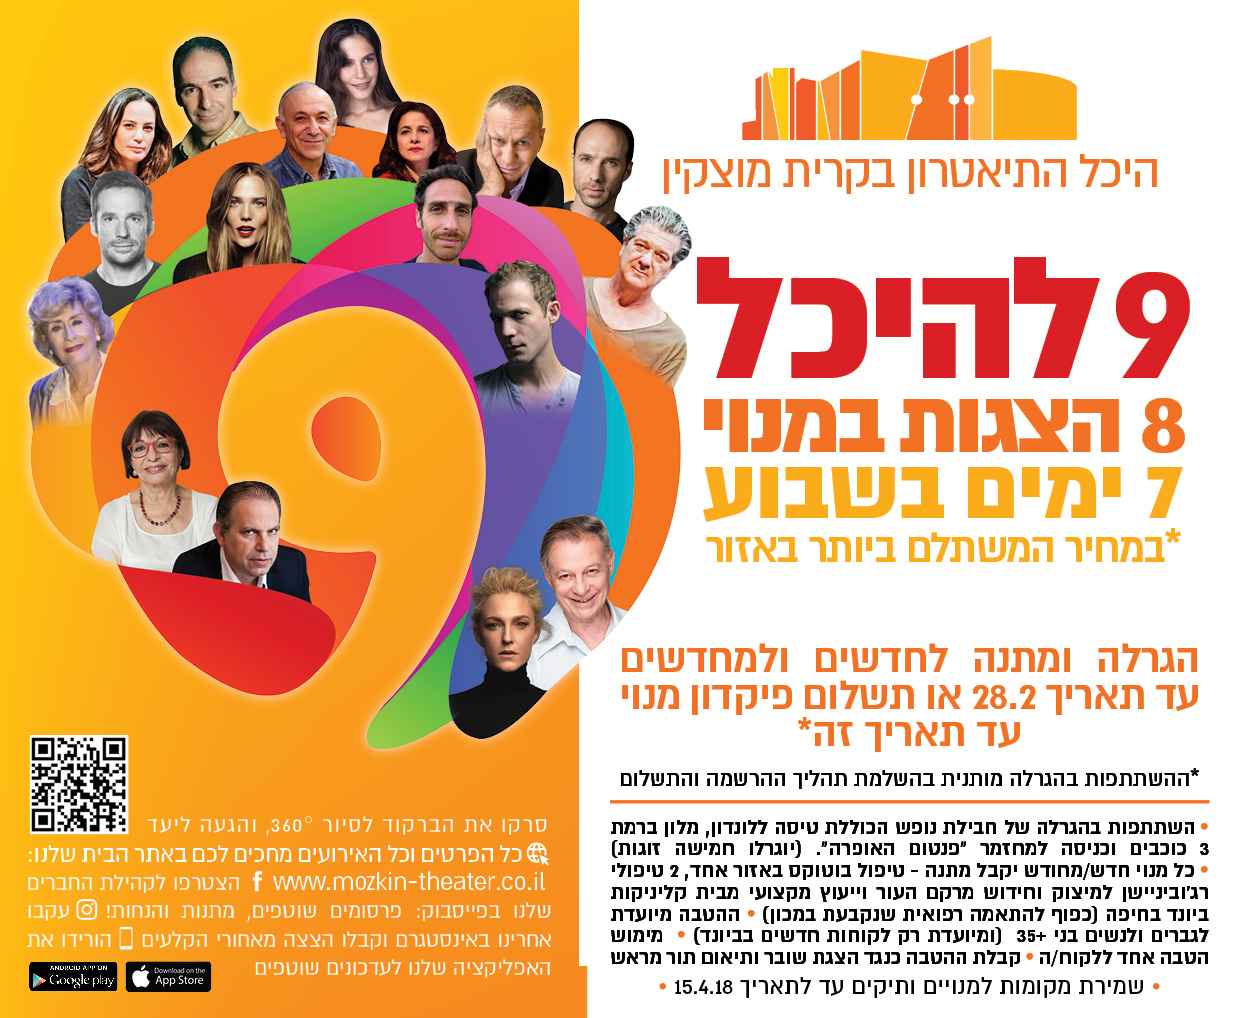 היכל התיאטרון בקרית מוצקין
9 להיכל
8 הצגות במנוי
7 ימים בשבוע
*במחיר המשתלם ביותר באזור
הגרלה ומתנה לחדשים ולמחדשים
עד תאריך 28.2 או תשלום פיקדון מנוי
עד תאריך זה*
*ההשתתפות בהגרלה מותנית בהשלמת תהליך ההרשמה והתשלום
• השתתפות בהגרלה של חבילת נופש הכוללת טיסה ללונדון, מלון ברמת
3 כוכבים וכניסה למחזמר "פנטום האופרה". (יוגרלו חמישה זוגות)
• כל מנוי חדש/מחודש יקבל מתנה - טיפול בוטוקס באזור אחד, 2 טיפולי
רג'ובניישן למיצוק וחידוש מרקם העור וייעוץ מקצועי מבית קליניקות
ביונד בחיפה (כפוף להתאמה רפואית שנקבעת במכון) • ההטבה מיועדת
לגברים ולנשים בני +35 (ומיועדת רק לקוחות חדשים בביונד) • מימוש
הטבה אחד ללקוח/ה • קבלת ההטבה כנגד הצגת שובר ותיאום תור מראש
• שמירת מקומות למנויים ותיקים עד לתאריך 15.4.18 •
סרקו את הברקוד לסיור 360°, והגעה ליעד
כל הפרטים וכל האירועים מחכים לכם באתר הבית שלנו:
www.mozkin-theater.co.il הצטרפו לקהילת החברים
שלנו בפייסבוק: פרסומים שוטפים, מתנות והנחות! עקבו
אחרינו באינסטגרם וקבלו הצצה מאחורי הקלעים הורידו את
האפליקציה שלנו לעדכונים שוטפים
ANDROID APP ON
Google play
Download on the
App Store